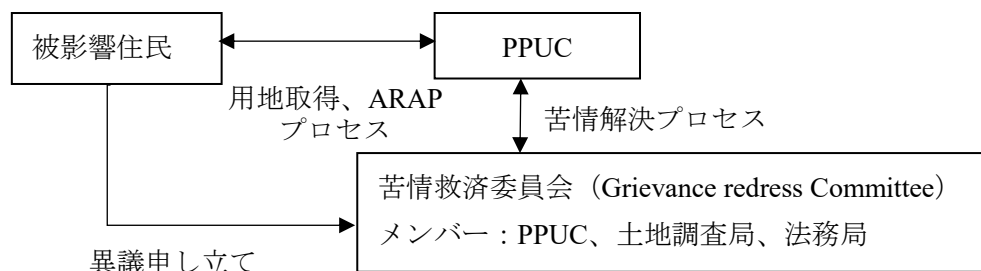 被影響住民
PPUC
用地取得、ARAP
プロセス
苦情解決プロセス
苦情救済委員会（Grievance redress Committee）
メンバー：PPUC、土地調査局、法務局
異議申し立て